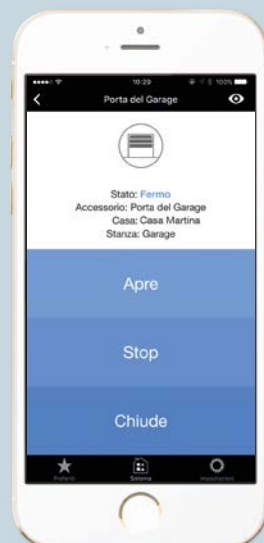 10:29
100%
Porta del Garage
Stato: Fermo
Accessorio: Porta del Garage
Casa: Casa Martina
Stanza: Garage
Apre
Stop
Chiude
Preferiti
Sistema
Impostazioni